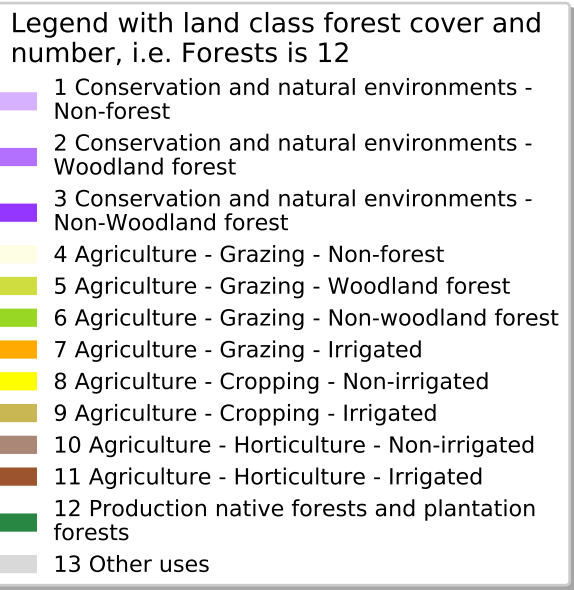 Legend with land class forest cover and
number, i.e. Forests is 12
1 Conservation and natural environments -
Non-forest
2 Conservation and natural environments -
Woodland forest
3 Conservation and natural environments -
Non-Woodland forest
4 Agriculture - Grazing - Non-forest
5 Agriculture - Grazing - Woodland forest
6 Agriculture - Grazing - Non-woodland forest
7 Agriculture - Grazing - Irrigated
8 Agriculture - Cropping - Non-irrigated
9 Agriculture - Cropping - Irrigated
10 Agriculture - Horticulture - Non-irrigated
11 Agriculture - Horticulture - Irrigated
12 Production native forests and plantation
forests
13 Other uses